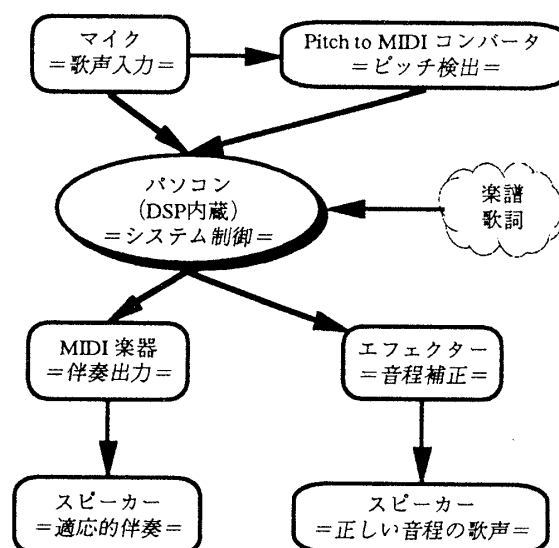 マイク
=歌声入力=
Pitch to MIDI コンバータ
=ピッチ検出=
パソコン
(DSP内蔵)
=システム制御=
楽譜
歌詞
MIDI 楽器
=伴奏出力=
エフェクター
=音程補正=
スピーカー
=適応的伴奏=
スピーカー
=正しい音程の歌声=